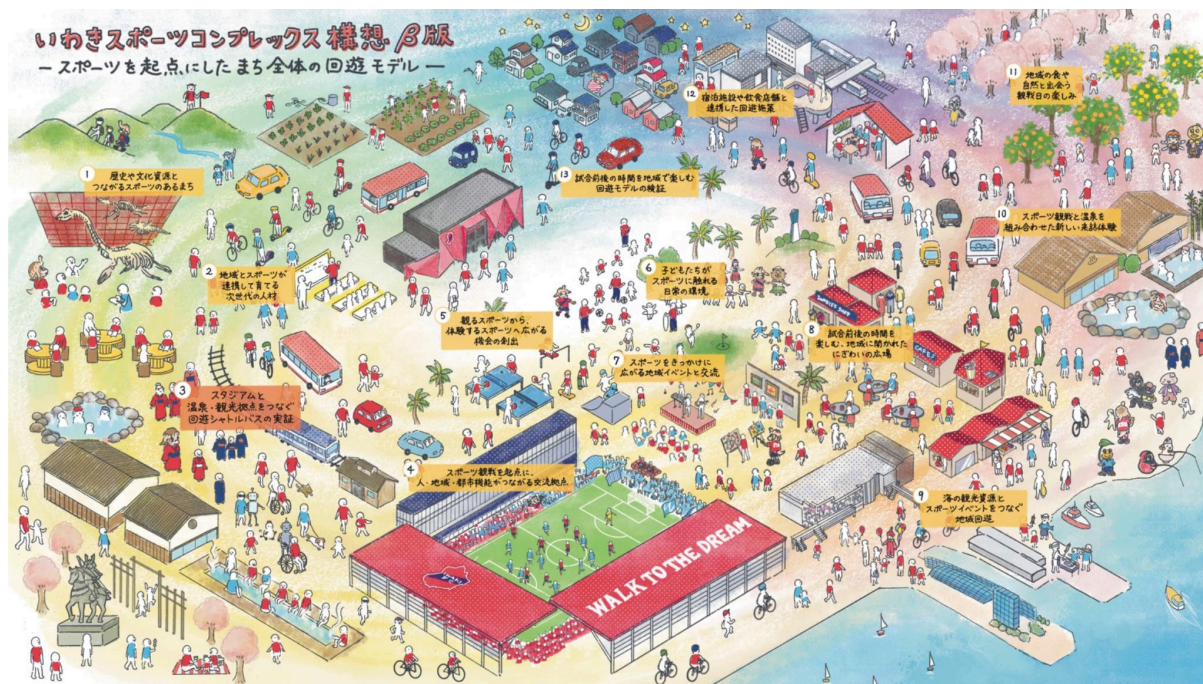 いわきスポーツコンプレックス構想 β版
ースポーツを起点にしたまち全体の回遊モデルー
1
歴史や文化資源と
つながるスポーツのあるまち
2
地域とスポーツが
連携して育てる
次世代の人材
3
スタジアムと
温泉・観光拠点をつなぐ
回遊シャトルバスの実証
4
スポーツ観戦を起点に、
人・地域・都市機能がつながる交流拠点
5
観るスポーツから、
体験するスポーツへ広がる
機会の創出
6
子どもたちが
スポーツに触れる
日常の環境
7
スポーツをきっかけに
広がる地域イベントと交流
8
試合前後の時間を
楽しむ、地域に開かれた
にぎわいの広場
9
海の観光資源と
スポーツイベントをつなぐ
地域回遊
10
スポーツ観戦と温泉を
組み合わせた新しい来訪体験
11
地域の食や
自然と出会う
観戦日の楽しみ
12
宿泊施設や飲食店舗と
連携した回遊施策
13
試合前後の時間を地域で楽しむ
回遊モデルの検証
WALK TO THE DREAM